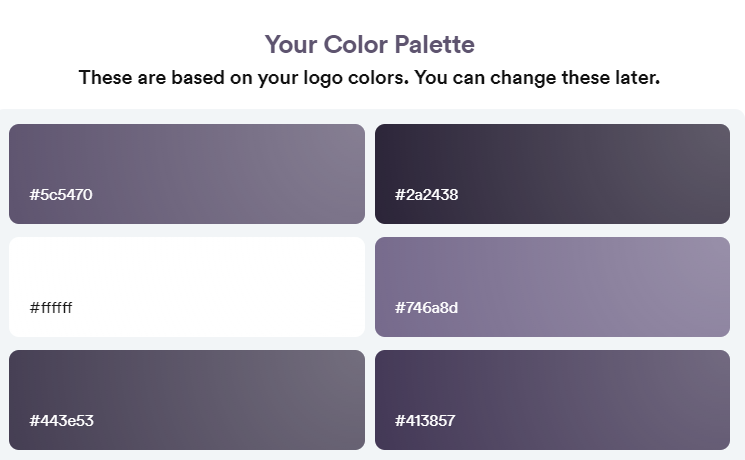 Your Color Palette
These are based on your logo colors. You can change these later.
#5c5470
#2a2438
#ffffff
#746a8d
#443e53
#413857